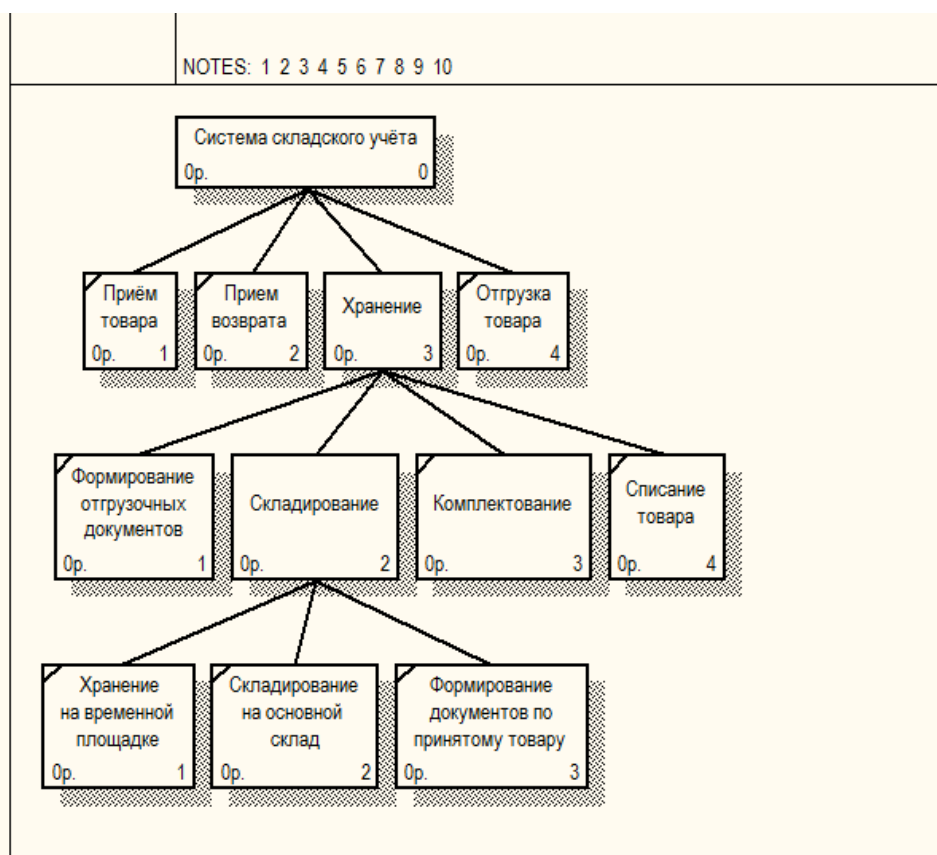 NOTES: 1 2 3 4 5 6 7 8 9 10
Система складского учёта
0р. 0
Приём
товара
0р. 1
Прием
возврата
0р. 2
Хранение
0р. 3
Отгрузка
товара
0р. 4
Формирование
отгрузочных
документов
0р. 1
Складирование
0р. 2
Комплектование
0р. 3
Списание
товара
0р. 4
Хранение
на временной
площадке
0р. 1
Складирование
на основной
склад
0р. 2
Формирование
документов по
принятому товару
0р. 3